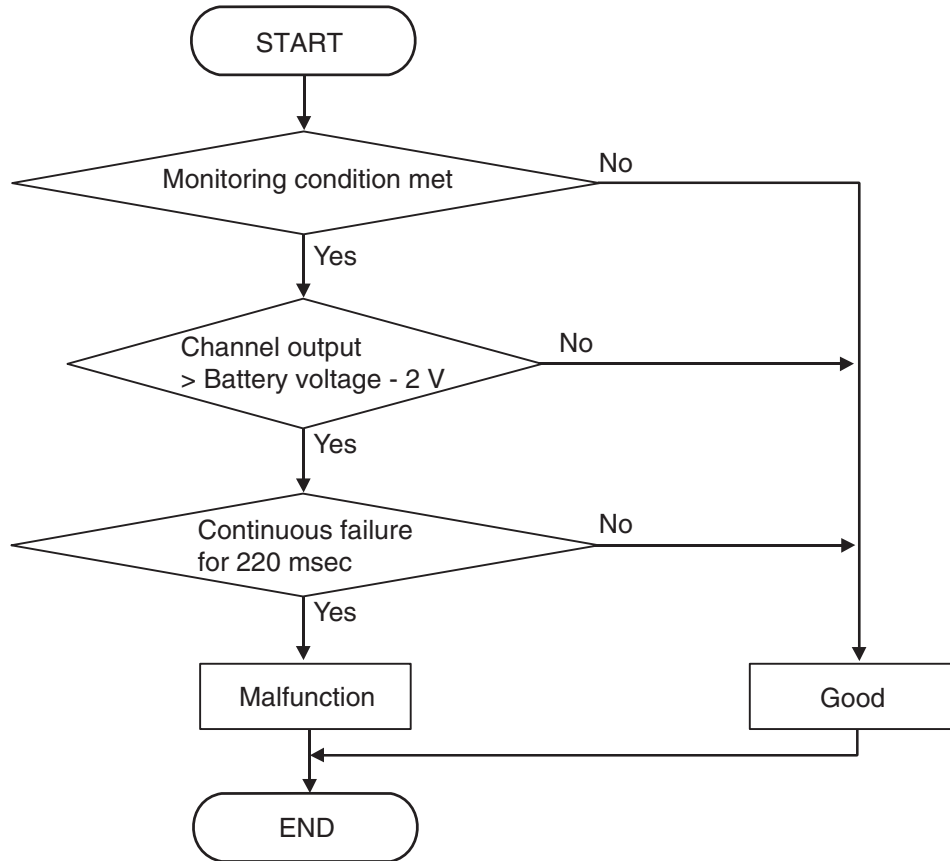 START
Monitoring condition met
No
Yes
Channel output
> Battery voltage - 2 V
No
Yes
Continuous failure
for 220 msec
No
Yes
Malfunction
Good
END